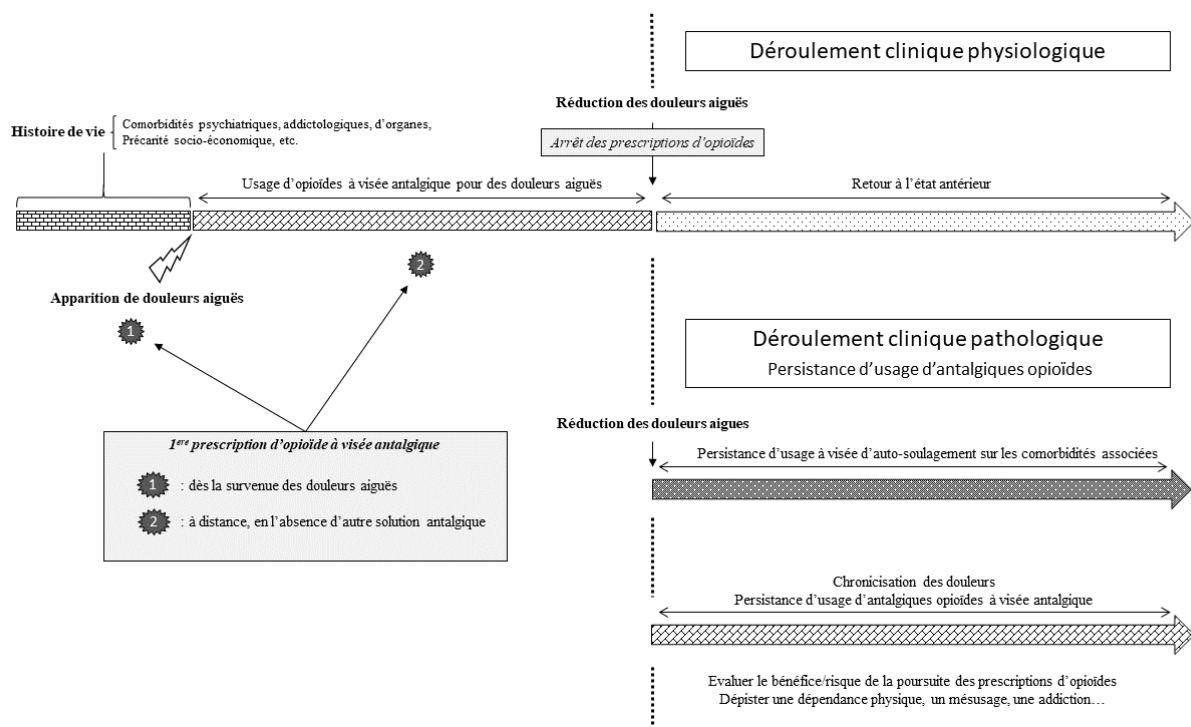 Déroulement clinique physiologique
Réduction des douleurs aiguës
Histoire de vie
Comorbidités psychiatriques, addictologiques, d'organes,
Précarité socio-économique, etc.
Arrêt des prescriptions d'opioïdes
Usage d'opioïdes à visée antalgique pour des douleurs aiguës
Retour à l'état antérieur
2
Apparition de douleurs aiguës
1
Déroulement clinique pathologique
Persistance d'usage d'antalgiques opioïdes
Réduction des douleurs aigues
1ere prescription d'opioïde à visée antalgique
Persistance d'usage à visée d'auto-soulagement sur les comorbidités associées
1 : dès la survenue des douleurs aiguës
2 : à distance, en l'absence d'autre solution antalgique
Chronicisation des douleurs
Persistance d'usage d'antalgiques opioïdes à visée antalgique
Evaluer le bénéfice/risque de la poursuite des prescriptions d'opioïdes
Dépister une dépendance physique, un mésusage, une addiction…